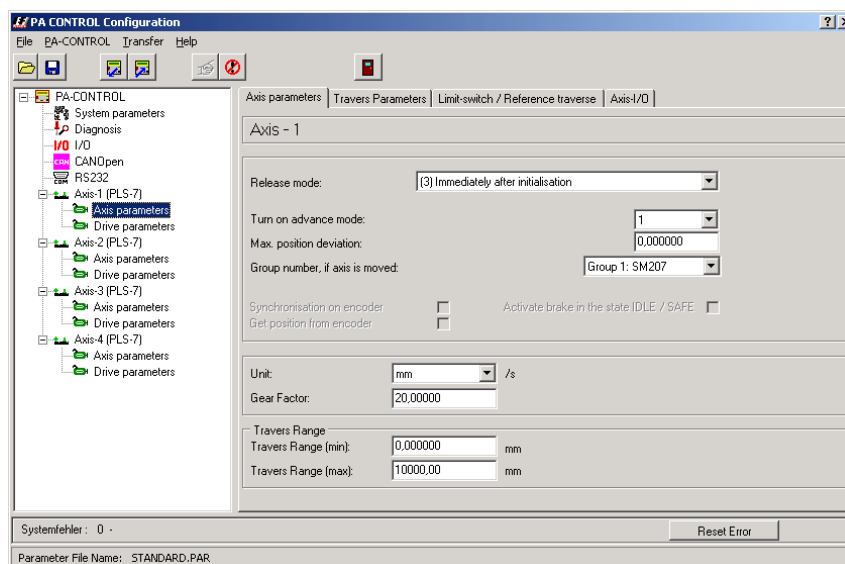 PA CONTROL Configuration
File PA-CONTROL Transfer Help
PA-CONTROL
System parameters
Diagnosis
I/O I/O
CAN CANOpen
COM RS232
Axis-1 (PLS-7)
Axis parameters
Drive parameters
Axis-2 (PLS-7)
Axis parameters
Drive parameters
Axis-3 (PLS-7)
Axis parameters
Drive parameters
Axis-4 (PLS-7)
Axis parameters
Drive parameters
Axis parameters Travers Parameters Limit-switch / Reference traverse Axis-I/O
Axis - 1
Release mode: (3) Immediately after initialisation
Turn on advance mode: 1
Max. position deviation: 0,000000
Group number, if axis is moved: Group 1: SM207
Synchronisation on encoder Activate brake in the state IDLE / SAFE
Get position from encoder
Unit: mm /s
Gear Factor: 20,00000
Travers Range
Travers Range (min): 0,000000 mm
Travers Range (max): 10000,00 mm
Systemfehler : 0 - Reset Error
Parameter File Name: STANDARD.PAR